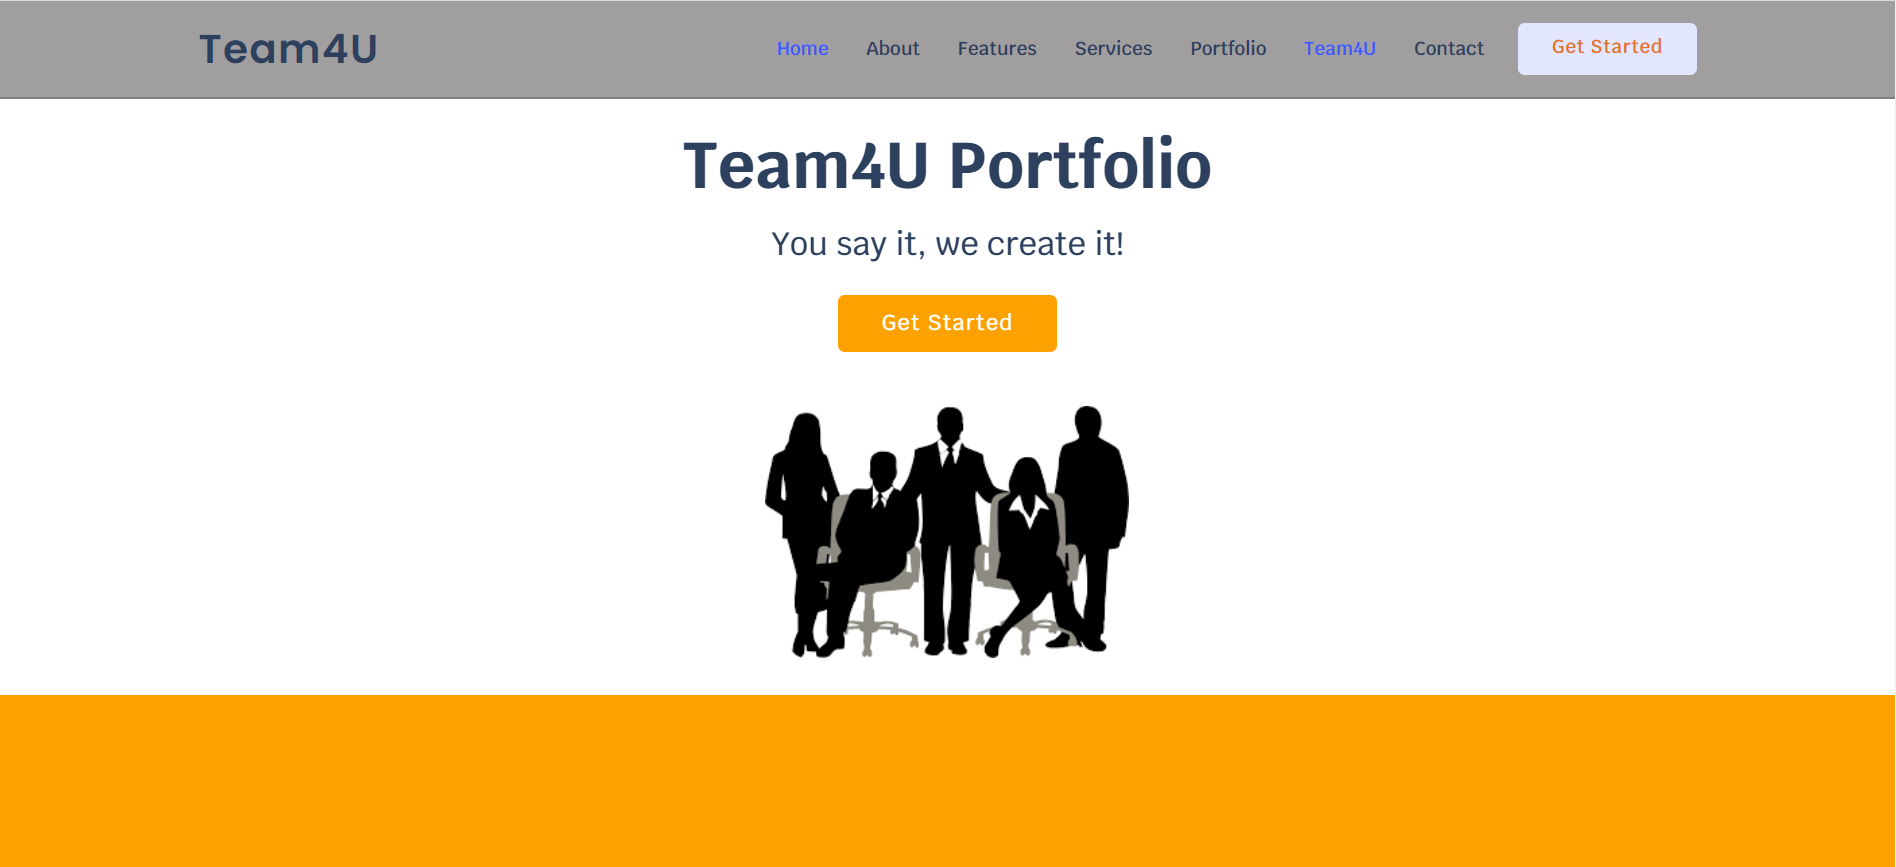 Team4U
Home About Features Services Portfolio Team4U Contact Get Started
Team4U Portfolio
You say it, we create it!
Get Started